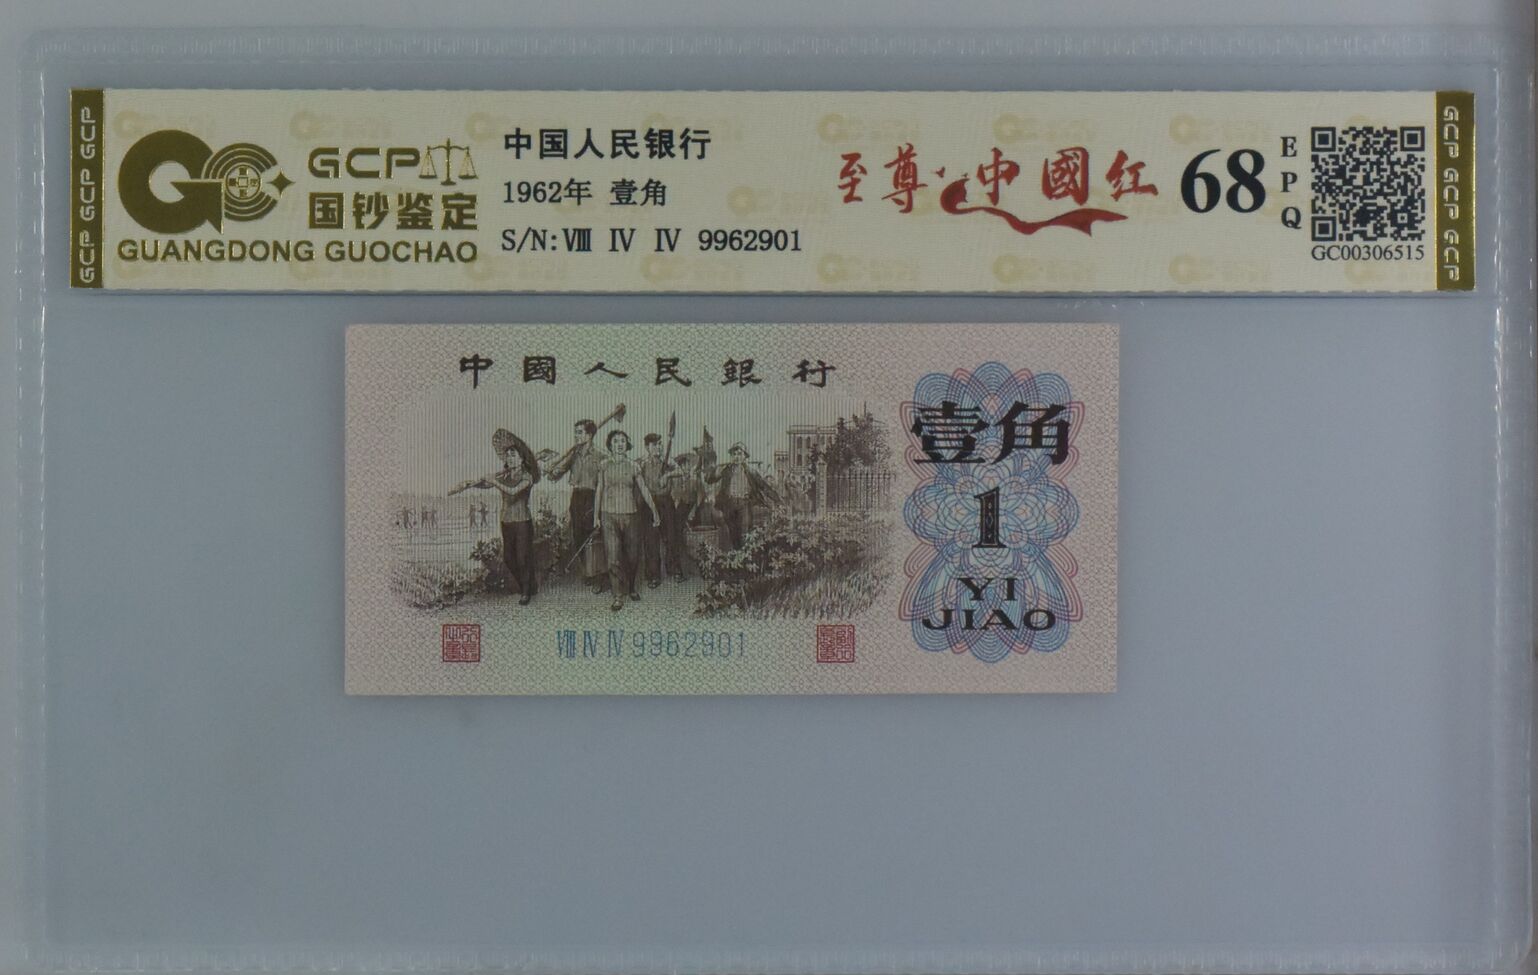 GCP GCP GCP
GCP
国钞鉴定
GUANGDONG GUOCHAO
中国人民银行
1962年 壹角
S/N:Ⅷ Ⅳ Ⅳ 9962901
至尊·中國红
68
EPQ
GC00306515
GCP GCP GCP
中國人民銀行
壹角
1
YI
JIAO
Ⅷ Ⅳ Ⅳ 9962901